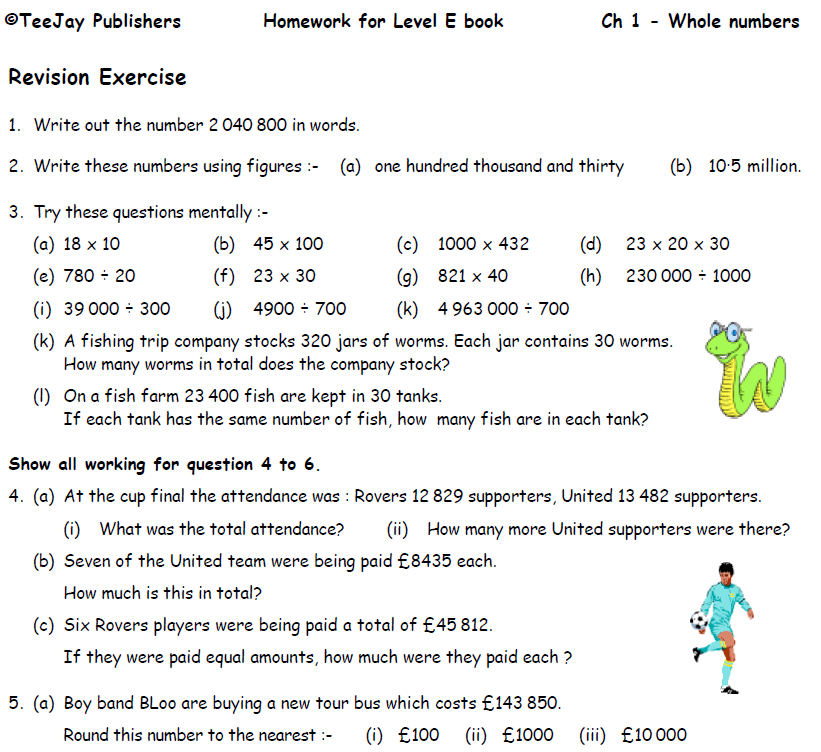 ©TeeJay Publishers Homework for Level E book Ch 1 - Whole numbers
Revision Exercise
1. Write out the number 2 040 800 in words.
2. Write these numbers using figures :- (a) one hundred thousand and thirty (b) 10·5 million.
3. Try these questions mentally :-
(a) 18 × 10 (b) 45 × 100 (c) 1000 × 432 (d) 23 × 20 × 30
(e) 780 ÷ 20 (f) 23 × 30 (g) 821 × 40 (h) 230 000 ÷ 1000
(i) 39 000 ÷ 300 (j) 4900 ÷ 700 (k) 4 963 000 ÷ 700
(k) A fishing trip company stocks 320 jars of worms. Each jar contains 30 worms.
How many worms in total does the company stock?
(l) On a fish farm 23 400 fish are kept in 30 tanks.
If each tank has the same number of fish, how many fish are in each tank?
Show all working for question 4 to 6.
4. (a) At the cup final the attendance was : Rovers 12 829 supporters, United 13 482 supporters.
(i) What was the total attendance? (ii) How many more United supporters were there?
(b) Seven of the United team were being paid £8435 each.
How much is this in total?
(c) Six Rovers players were being paid a total of £45 812.
If they were paid equal amounts, how much were they paid each ?
5. (a) Boy band BLoo are buying a new tour bus which costs £143 850.
Round this number to the nearest :- (i) £100 (ii) £1000 (iii) £10 000